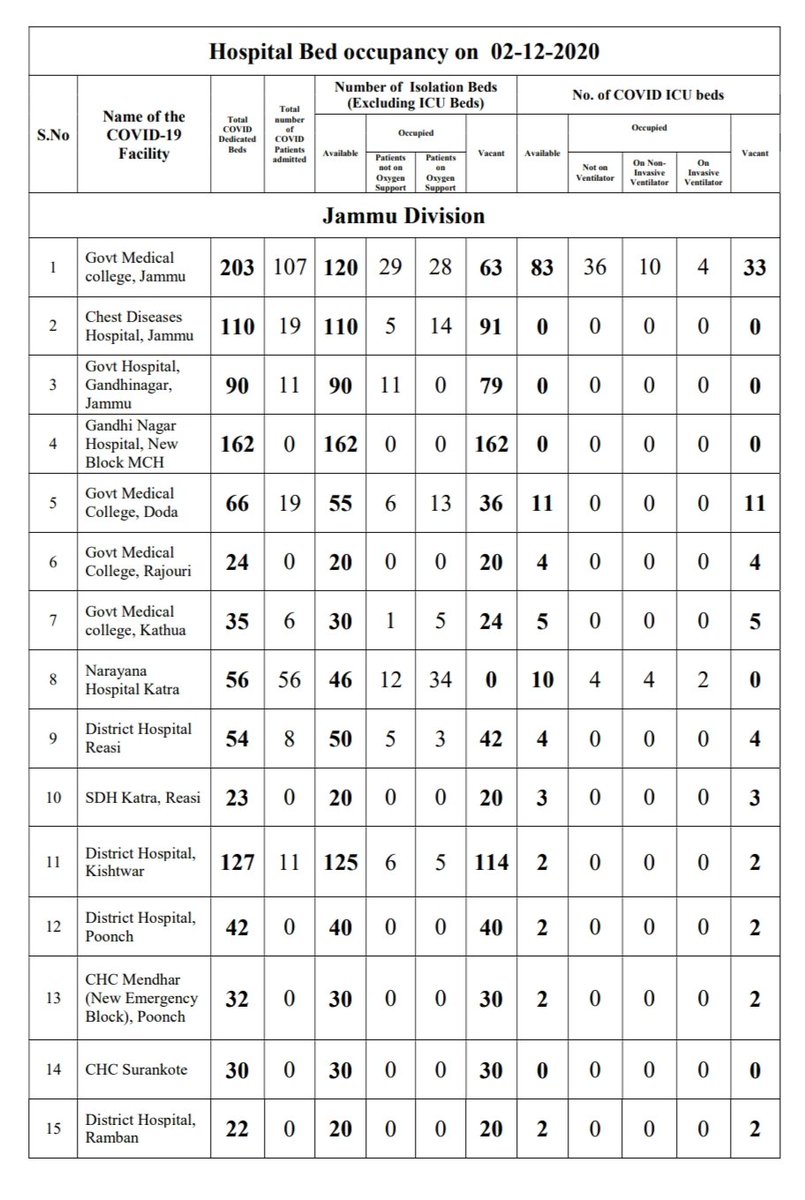 Hospital Bed occupancy on 02-12-2020
S.No
Name of the
COVID-19
Facility
Total
COVID
Dedicated
Beds
Total
number
of
COVID
Patients
admitted
Number of Isolation Beds
(Excluding ICU Beds)
Available
Occupied
Patients
not on
Oxygen
Support
Patients
on
Oxygen
Support
Vacant
No. of COVID ICU beds
Available
Occupied
Not on
Ventilator
On Non-
Invasive
Ventilator
On
Invasive
Ventilator
Vacant
Jammu Division
1 Govt Medical
college, Jammu 203 107 120 29 28 63 83 36 10 4 33
2 Chest Diseases
Hospital, Jammu 110 19 110 5 14 91 0 0 0 0 0
3 Govt Hospital,
Gandhinagar,
Jammu 90 11 90 11 0 79 0 0 0 0 0
4 Gandhi Nagar
Hospital, New
Block MCH 162 0 162 0 0 162 0 0 0 0 0
5 Govt Medical
College, Doda 66 19 55 6 13 36 11 0 0 0 11
6 Govt Medical
College, Rajouri 24 0 20 0 0 20 4 0 0 0 4
7 Govt Medical
college, Kathua 35 6 30 1 5 24 5 0 0 0 5
8 Narayana
Hospital Katra 56 56 46 12 34 0 10 4 4 2 0
9 District Hospital
Reasi 54 8 50 5 3 42 4 0 0 0 4
10 SDH Katra, Reasi 23 0 20 0 0 20 3 0 0 0 3
11 District Hospital,
Kishtwar 127 11 125 6 5 114 2 0 0 0 2
12 District Hospital,
Poonch 42 0 40 0 0 40 2 0 0 0 2
13 CHC Mendhar
(New Emergency
Block), Poonch 32 0 30 0 0 30 2 0 0 0 2
14 CHC Surankote 30 0 30 0 0 30 0 0 0 0 0
15 District Hospital,
Ramban 22 0 20 0 0 20 2 0 0 0 2